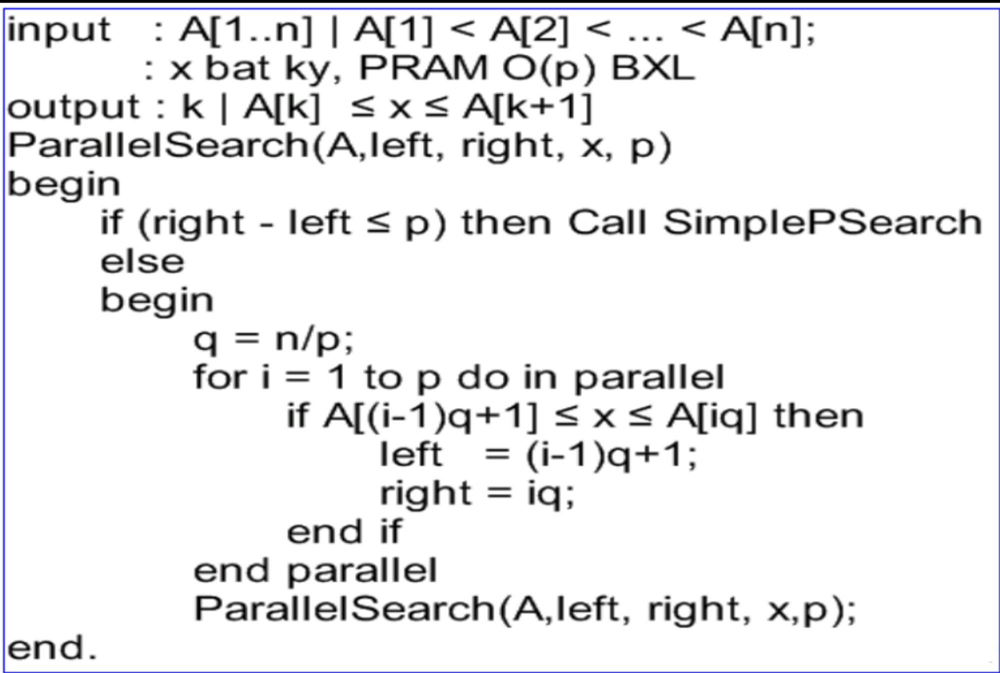 input : A[1..n] | A[1] < A[2] < ... < A[n];
: x bat ky, PRAM O(p) BXL
output : k | A[k] ≤ x ≤ A[k+1]
ParallelSearch(A,left, right, x, p)
begin
if (right - left ≤ p) then Call SimplePSearch
else
begin
q = n/p;
for i = 1 to p do in parallel
if A[(i-1)q+1] ≤ x ≤ A[iq] then
left = (i-1)q+1;
right = iq;
end if
end parallel
ParallelSearch(A,left, right, x,p);
end.